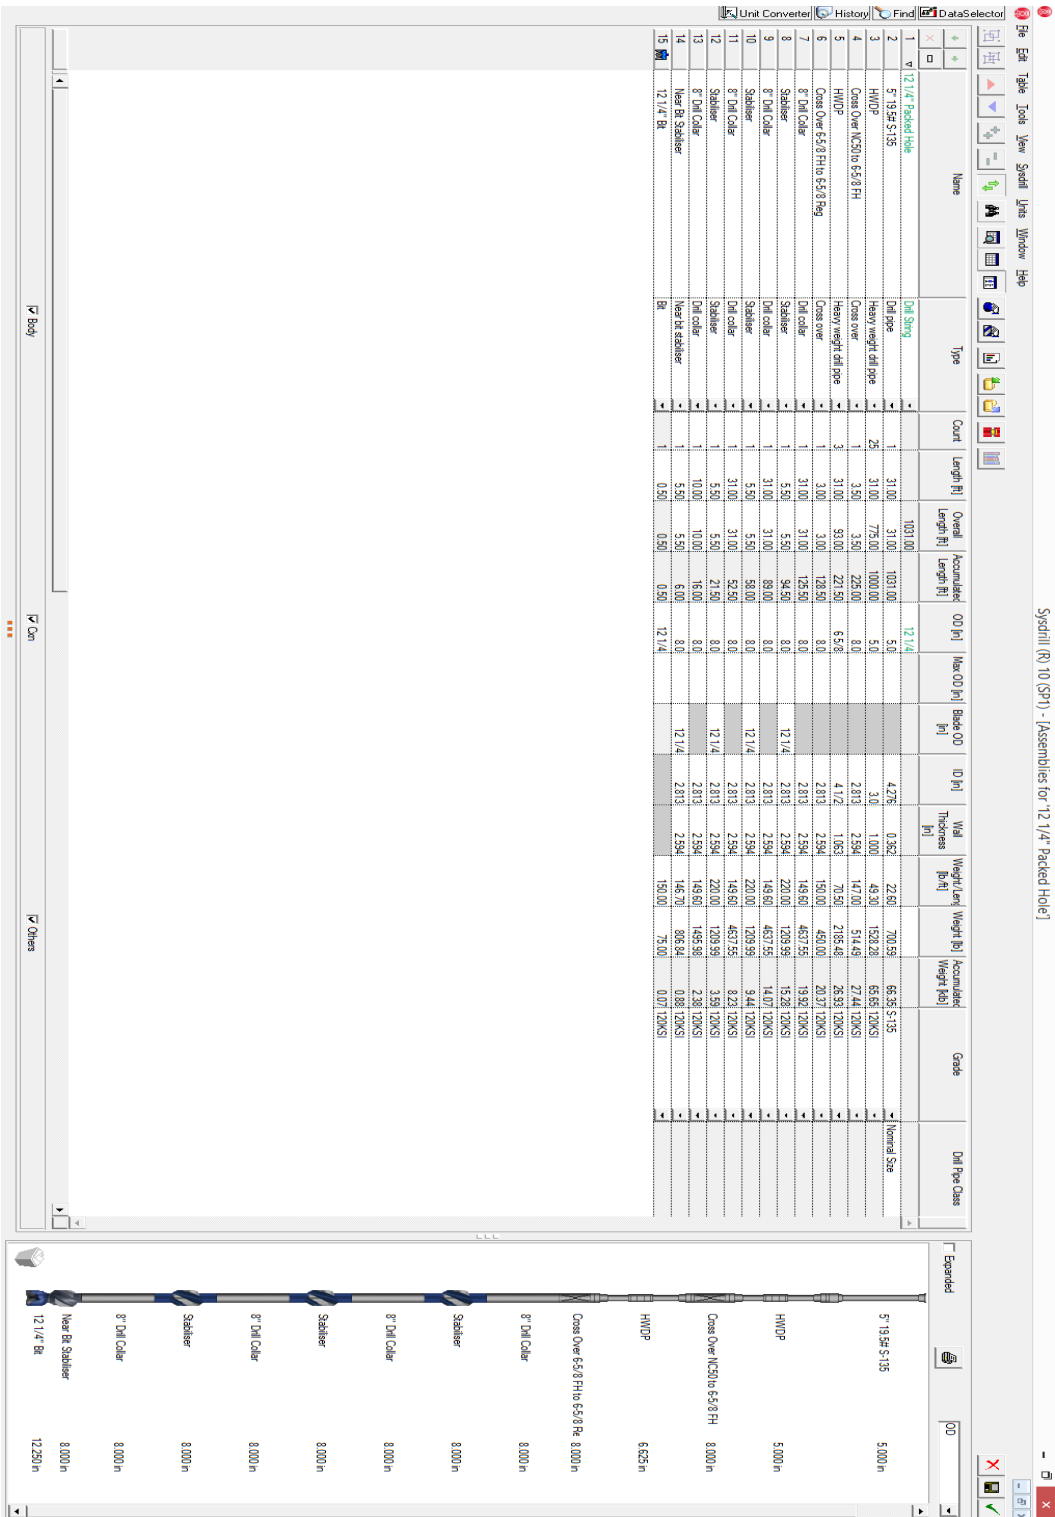 Sysdrill (R) 10 (SP1) - [Assemblies for '12 1/4" Packed Hole']
File Edit Table Tools View Sysdrill Units Window Help
Name Type Count Length [ft] Overall Length [ft] Accumulated Length [ft] OD [in] Max OD [in] Blade OD [in] ID [in] Wall Thickness [in] Weight/Len [lb/ft] Weight [lb] Accumulated Weight [klb] Grade Drill Pipe Class
1 12 1/4" Packed Hole Drill String 1031.00 12 1/4
2 5" 19.5# S-135 Drill pipe 1 31.00 31.00 1031.00 5.0 4.276 0.362 22.60 700.59 66.35 S-135 Nominal Size
3 HWDP Heavy weight drill pipe 25 31.00 775.00 1000.00 5.0 3.0 1.000 49.30 1528.28 65.65 120KSI
4 Cross Over NC50 to 6-5/8 FH Cross over 1 3.50 3.50 225.00 8.0 2.813 2.594 147.00 514.49 27.44 120KSI
5 HWDP Heavy weight drill pipe 3 31.00 93.00 221.50 6 5/8 4 1/2 1.063 70.50 2185.48 26.93 120KSI
6 Cross Over 6-5/8 FH to 6-5/8 Reg Cross over 1 3.00 3.00 128.50 8.0 2.813 2.594 150.00 450.00 20.37 120KSI
7 8" Drill Collar Drill collar 1 31.00 31.00 125.50 8.0 2.813 2.594 149.60 4637.55 19.92 120KSI
8 Stabiliser Stabiliser 1 5.50 5.50 94.50 8.0 12 1/4 2.813 2.594 220.00 1209.99 15.28 120KSI
9 8" Drill Collar Drill collar 1 31.00 31.00 89.00 8.0 2.813 2.594 149.60 4637.55 14.07 120KSI
10 Stabiliser Stabiliser 1 5.50 5.50 58.00 8.0 12 1/4 2.813 2.594 220.00 1209.99 9.44 120KSI
11 8" Drill Collar Drill collar 1 31.00 31.00 52.50 8.0 2.813 2.594 149.60 4637.55 8.23 120KSI
12 Stabiliser Stabiliser 1 5.50 5.50 21.50 8.0 12 1/4 2.813 2.594 220.00 1209.99 3.59 120KSI
13 8" Drill Collar Drill collar 1 10.00 10.00 16.00 8.0 2.813 2.594 149.60 1495.98 2.38 120KSI
14 Near Bit Stabiliser Near bit stabiliser 1 5.50 5.50 6.00 8.0 12 1/4 2.813 2.594 146.70 806.84 0.88 120KSI
15 12 1/4" Bit Bit 1 0.50 0.50 0.50 12 1/4 150.00 75.00 0.07 120KSI
Body Cxn Others
Expanded OD
5" 19.5# S-135 5.000 in
HWDP 5.000 in
Cross Over NC50 to 6-5/8 FH 8.000 in
HWDP 6.625 in
Cross Over 6-5/8 FH to 6-5/8 Re 8.000 in
8" Drill Collar 8.000 in
Stabiliser 8.000 in
8" Drill Collar 8.000 in
Stabiliser 8.000 in
8" Drill Collar 8.000 in
Stabiliser 8.000 in
8" Drill Collar 8.000 in
Near Bit Stabiliser 8.000 in
12 1/4" Bit 12.250 in
Unit Converter History Find DataSelector